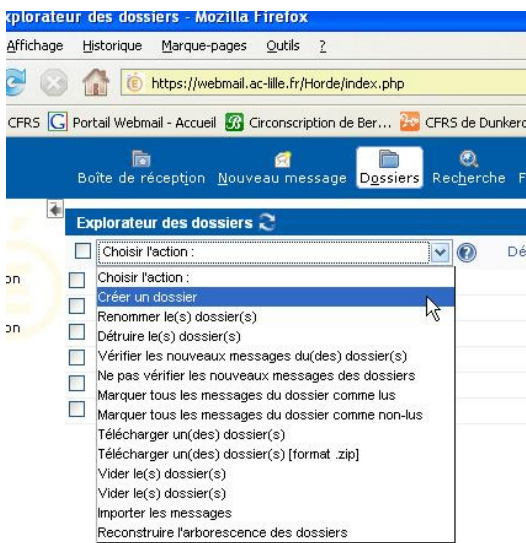 xplorateur des dossiers - Mozilla Firefox
Affichage Historique Marque-pages Outils ?
https://webmail.ac-lille.fr/Horde/index.php
CFRS Portail Webmail - Accueil Circonscription de Ber... CFRS de Dunkerq
Boîte de réception Nouveau message Dossiers Recherche F
Explorateur des dossiers
Choisir l'action : Dé
on
on
Choisir l'action :
Créer un dossier
Renommer le(s) dossier(s)
Détruire le(s) dossier(s)
Vérifier les nouveaux messages du(des) dossier(s)
Ne pas vérifier les nouveaux messages des dossiers
Marquer tous les messages du dossier comme lus
Marquer tous les messages du dossier comme non-lus
Télécharger un(des) dossier(s)
Télécharger un(des) dossier(s) [format .zip]
Vider le(s) dossier(s)
Vider le(s) dossier(s)
Importer les messages
Reconstruire l'arborescence des dossiers